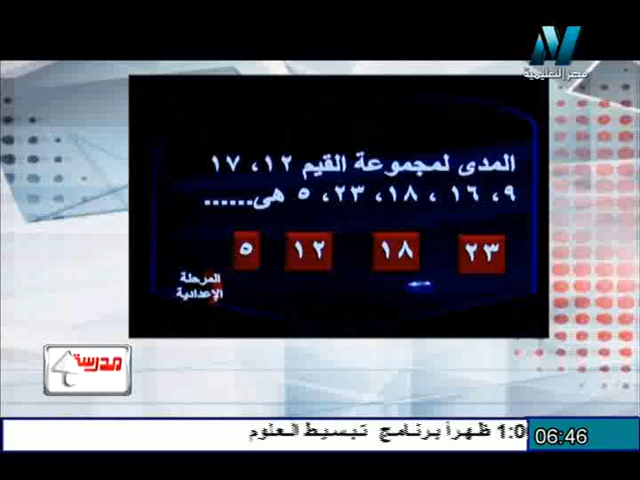 مصر التعليمية
المدى لمجموعة القيم ١٢، ١٧
٩، ١٦ ، ١٨، ٢٣، ٥ هى......
٢٣ ١٨ ١٢ ٥
المرحلة
الإعدادية
مدرسة
1:0 ظهراً برنامج تبسيط العلوم
06:46